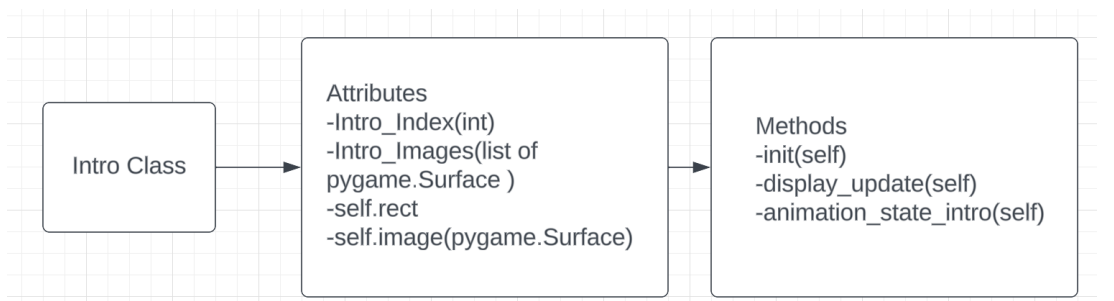 Intro Class
Attributes
-Intro_Index(int)
-Intro_Images(list of
pygame.Surface )
-self.rect
-self.image(pygame.Surface)
Methods
-init(self)
-display_update(self)
-animation_state_intro(self)